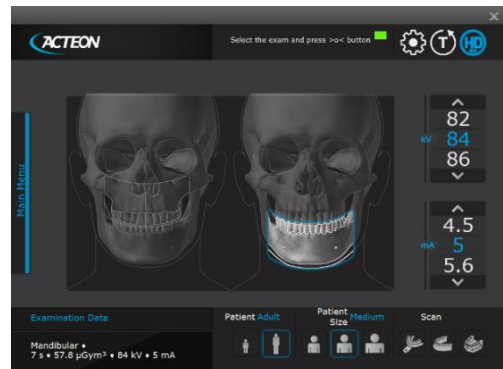 ACTEON
Select the exam and press >o< button
T
HD
82
kV 84
86
4.5
mA 5
5.6
Main Menu
Examination Data
Mandibular •
7 s • 57.8 µGym² • 84 kV • 5 mA
Patient Adult
Patient Size Medium
Scan